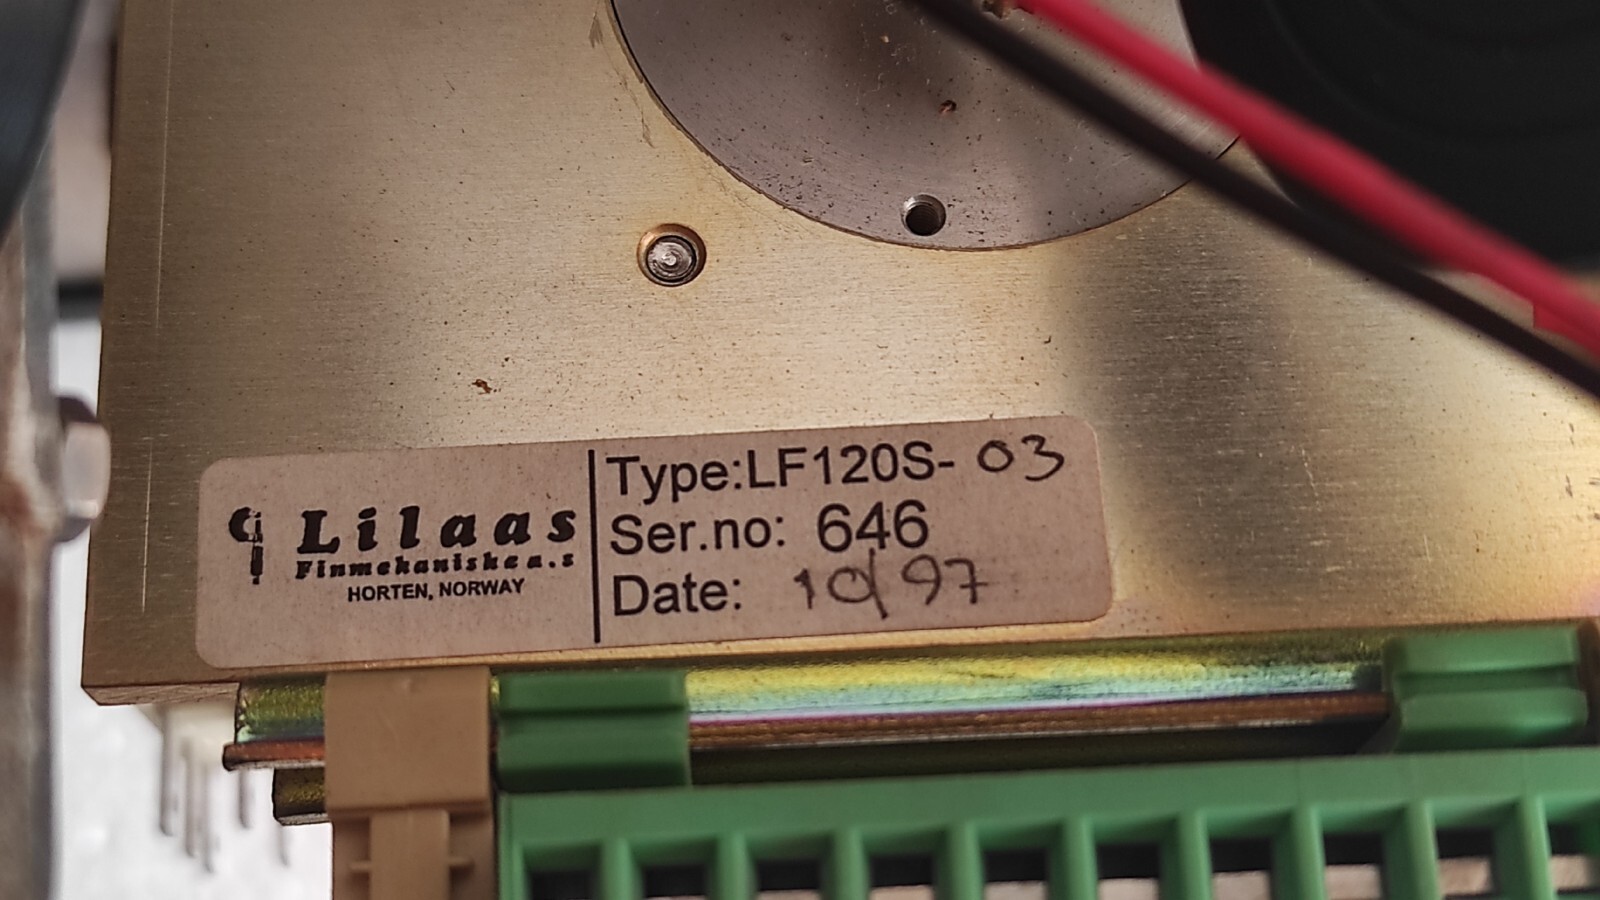 Lilaas
Finmekaniske a.s
HORTEN, NORWAY
Type:LF120S- 03
Ser.no: 646
Date: 10/97